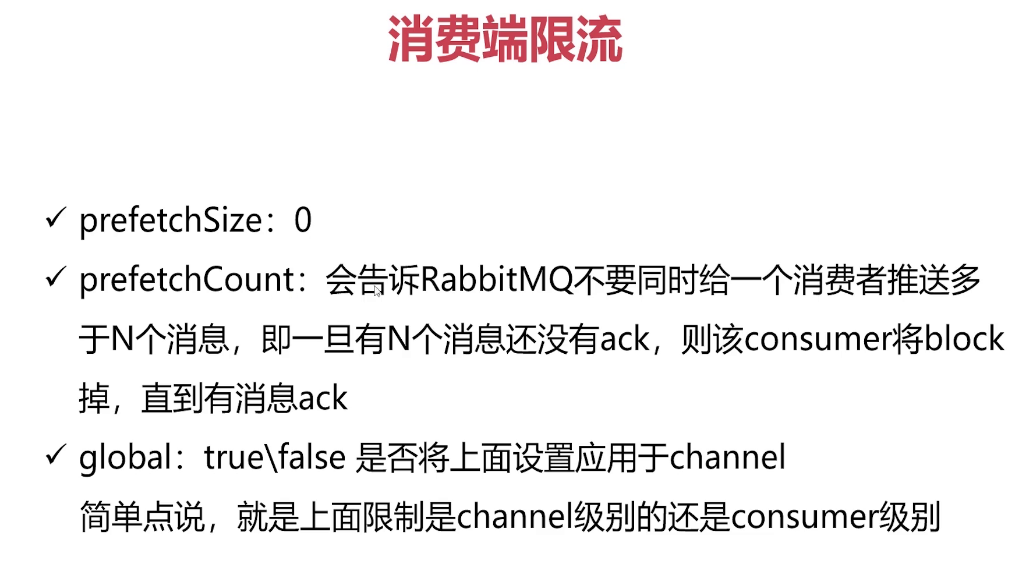 消费端限流
✓ prefetchSize：0
✓ prefetchCount：会告诉RabbitMQ不要同时给一个消费者推送多
于N个消息，即一旦有N个消息还没有ack，则该consumer将block
掉，直到有消息ack
✓ global：true\false 是否将上面设置应用于channel
简单点说，就是上面限制是channel级别的还是consumer级别